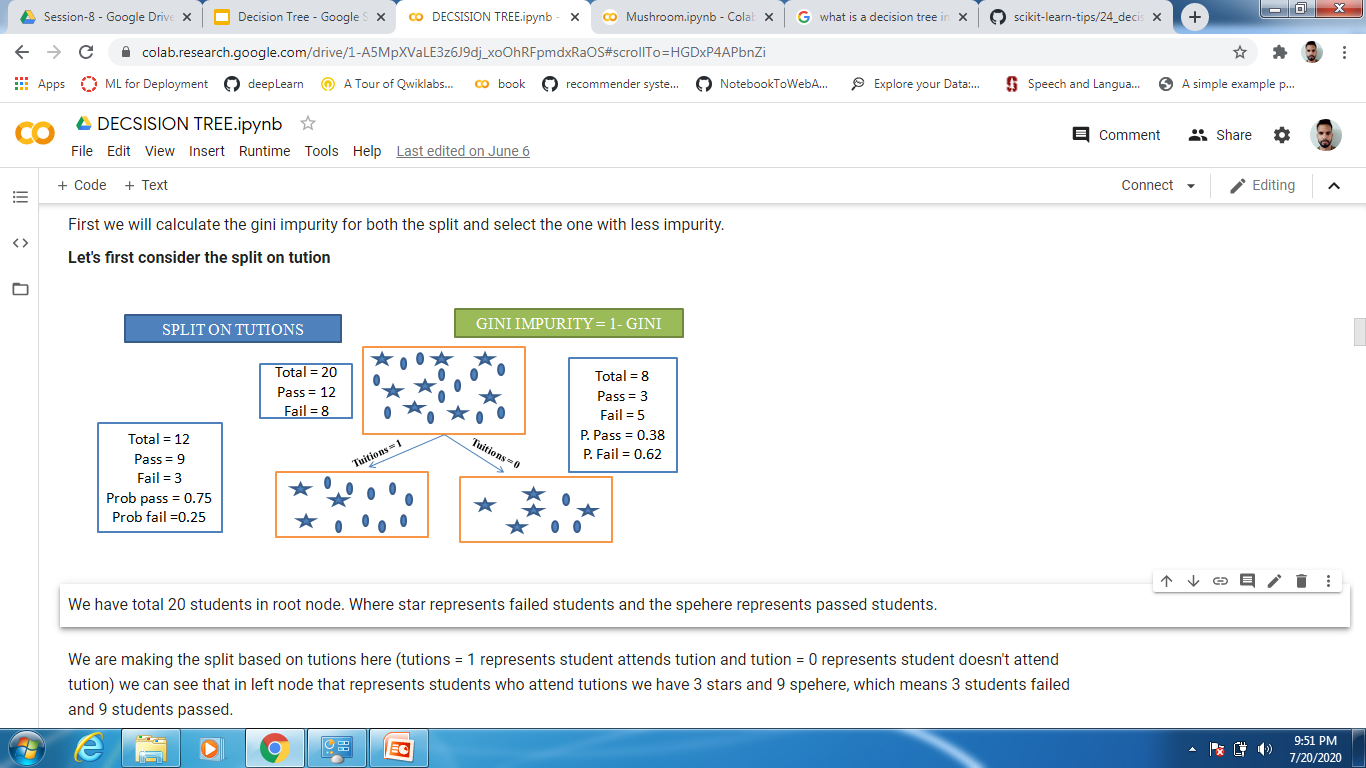 Session-8 - Google Drive
Decision Tree - Google S
DECSISION TREE.ipynb -
Mushroom.ipynb - Colab
what is a decision tree in
scikit-learn-tips/24_decis
colab.research.google.com/drive/1-A5MpXVaLE3z6J9dj_xoOhRFpmdxRaOS#scrollTo=HGDxP4APbnZi
Apps
ML for Deployment
deepLearn
A Tour of Qwiklabs...
book
recommender syste...
NotebookToWebA...
Explore your Data:...
Speech and Langua...
A simple example p...
DECSISION TREE.ipynb
Comment
Share
File Edit View Insert Runtime Tools Help Last edited on June 6
+ Code + Text
Connect
Editing
First we will calculate the gini impurity for both the split and select the one with less impurity.
Let's first consider the split on tution
SPLIT ON TUTIONS
GINI IMPURITY = 1- GINI
Total = 20
Pass = 12
Fail = 8
Total = 8
Pass = 3
Fail = 5
P. Pass = 0.38
P. Fail = 0.62
Total = 12
Pass = 9
Fail = 3
Prob pass = 0.75
Prob fail =0.25
Tuitions = 1
Tuitions =0
We have total 20 students in root node. Where star represents failed students and the spehere represents passed students.
We are making the split based on tutions here (tutions = 1 represents student attends tution and tution = 0 represents student doesn't attend
tution) we can see that in left node that represents students who attend tutions we have 3 stars and 9 spehere, which means 3 students failed
and 9 students passed.
9:51 PM
7/20/2020